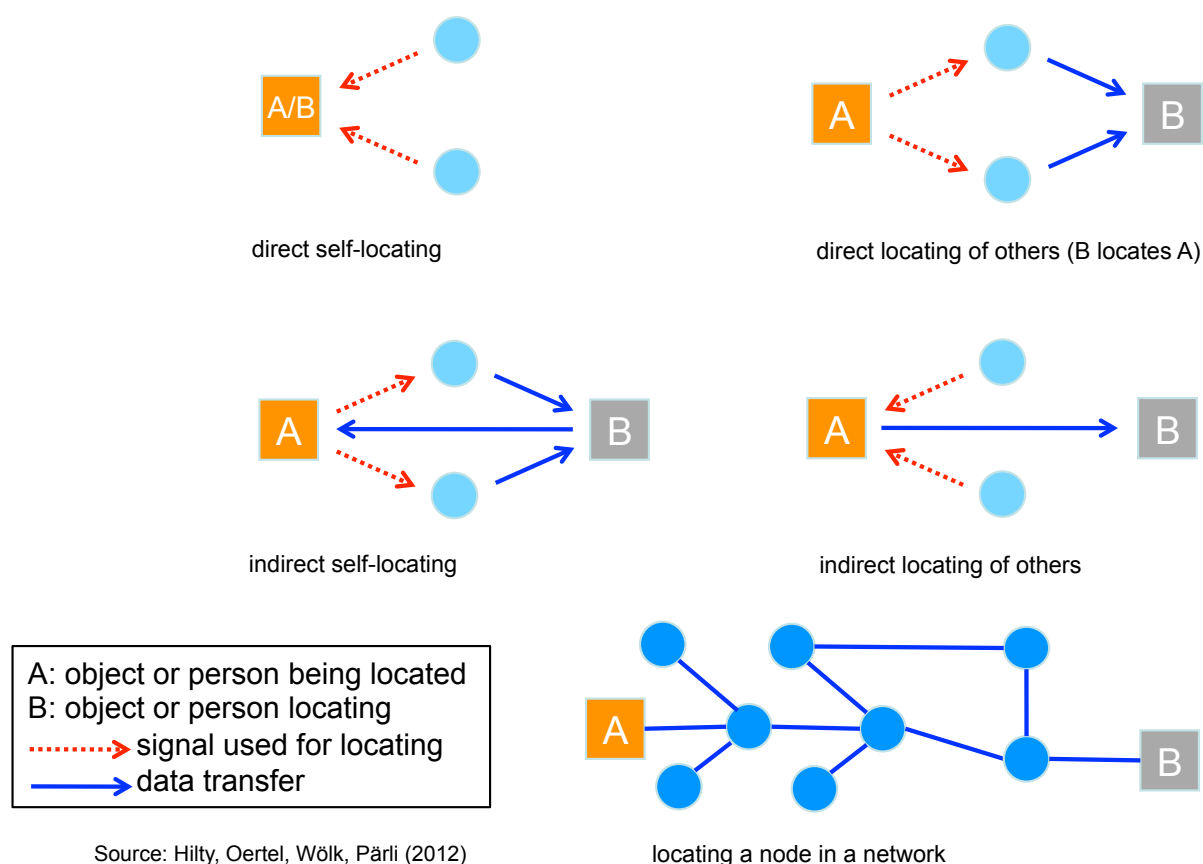 A/B
A
B
direct self-locating
direct locating of others (B locates A)
A
B
A
B
indirect self-locating
indirect locating of others
A: object or person being located
B: object or person locating
signal used for locating
data transfer
A
B
Source: Hilty, Oertel, Wölk, Pärli (2012)
locating a node in a network